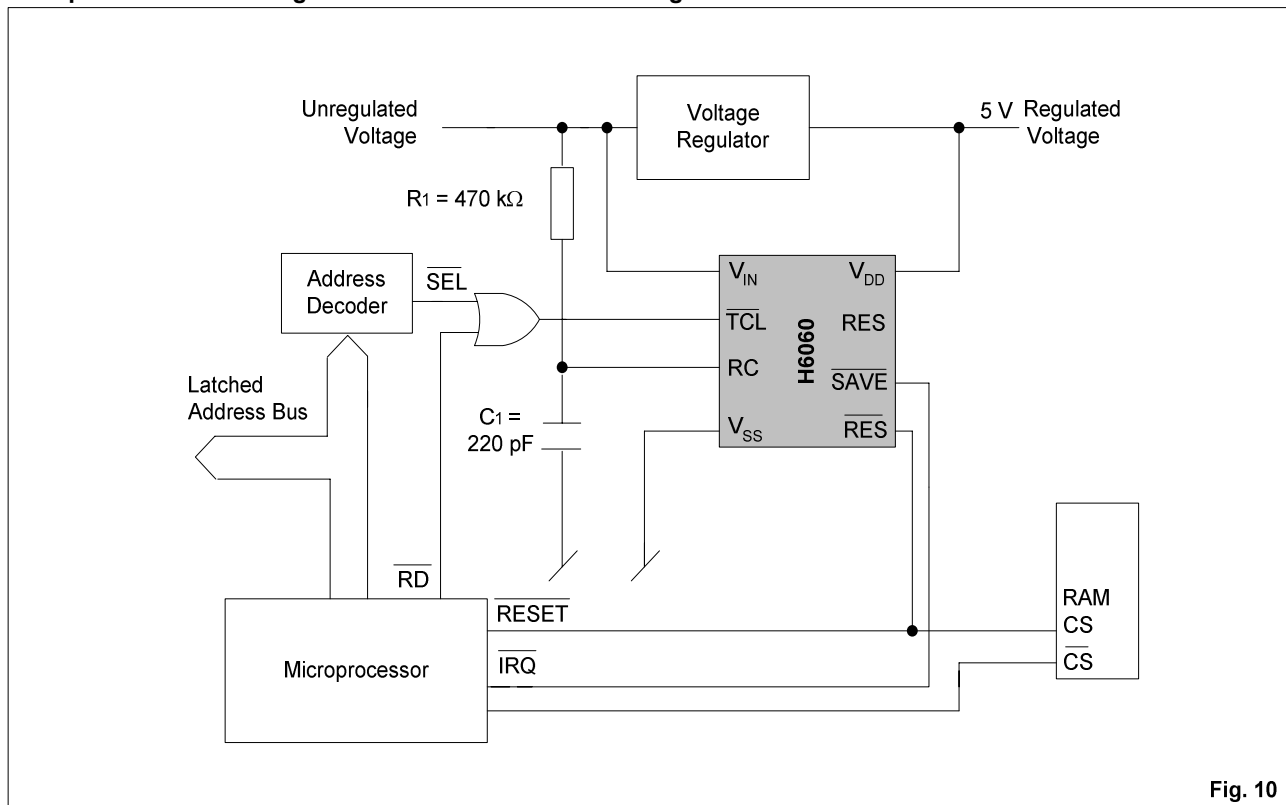 Unregulated
Voltage
Voltage
Regulator
5 V Regulated
Voltage
R1 = 470 kΩ
Address
Decoder
SEL
VIN
VDD
TCL
RES
RC
H6060
SAVE
VSS
RES
Latched
Address Bus
C1 =
220 pF
RD
RESET
RAM
CS
CS
IRQ
Microprocessor
Fig. 10